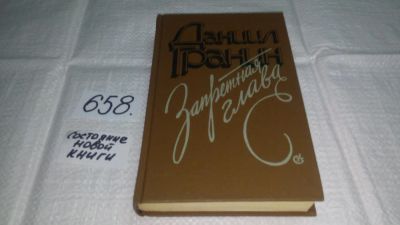 658.
состояние
новой
книги
Даниил
Гранин
Запретная
глава